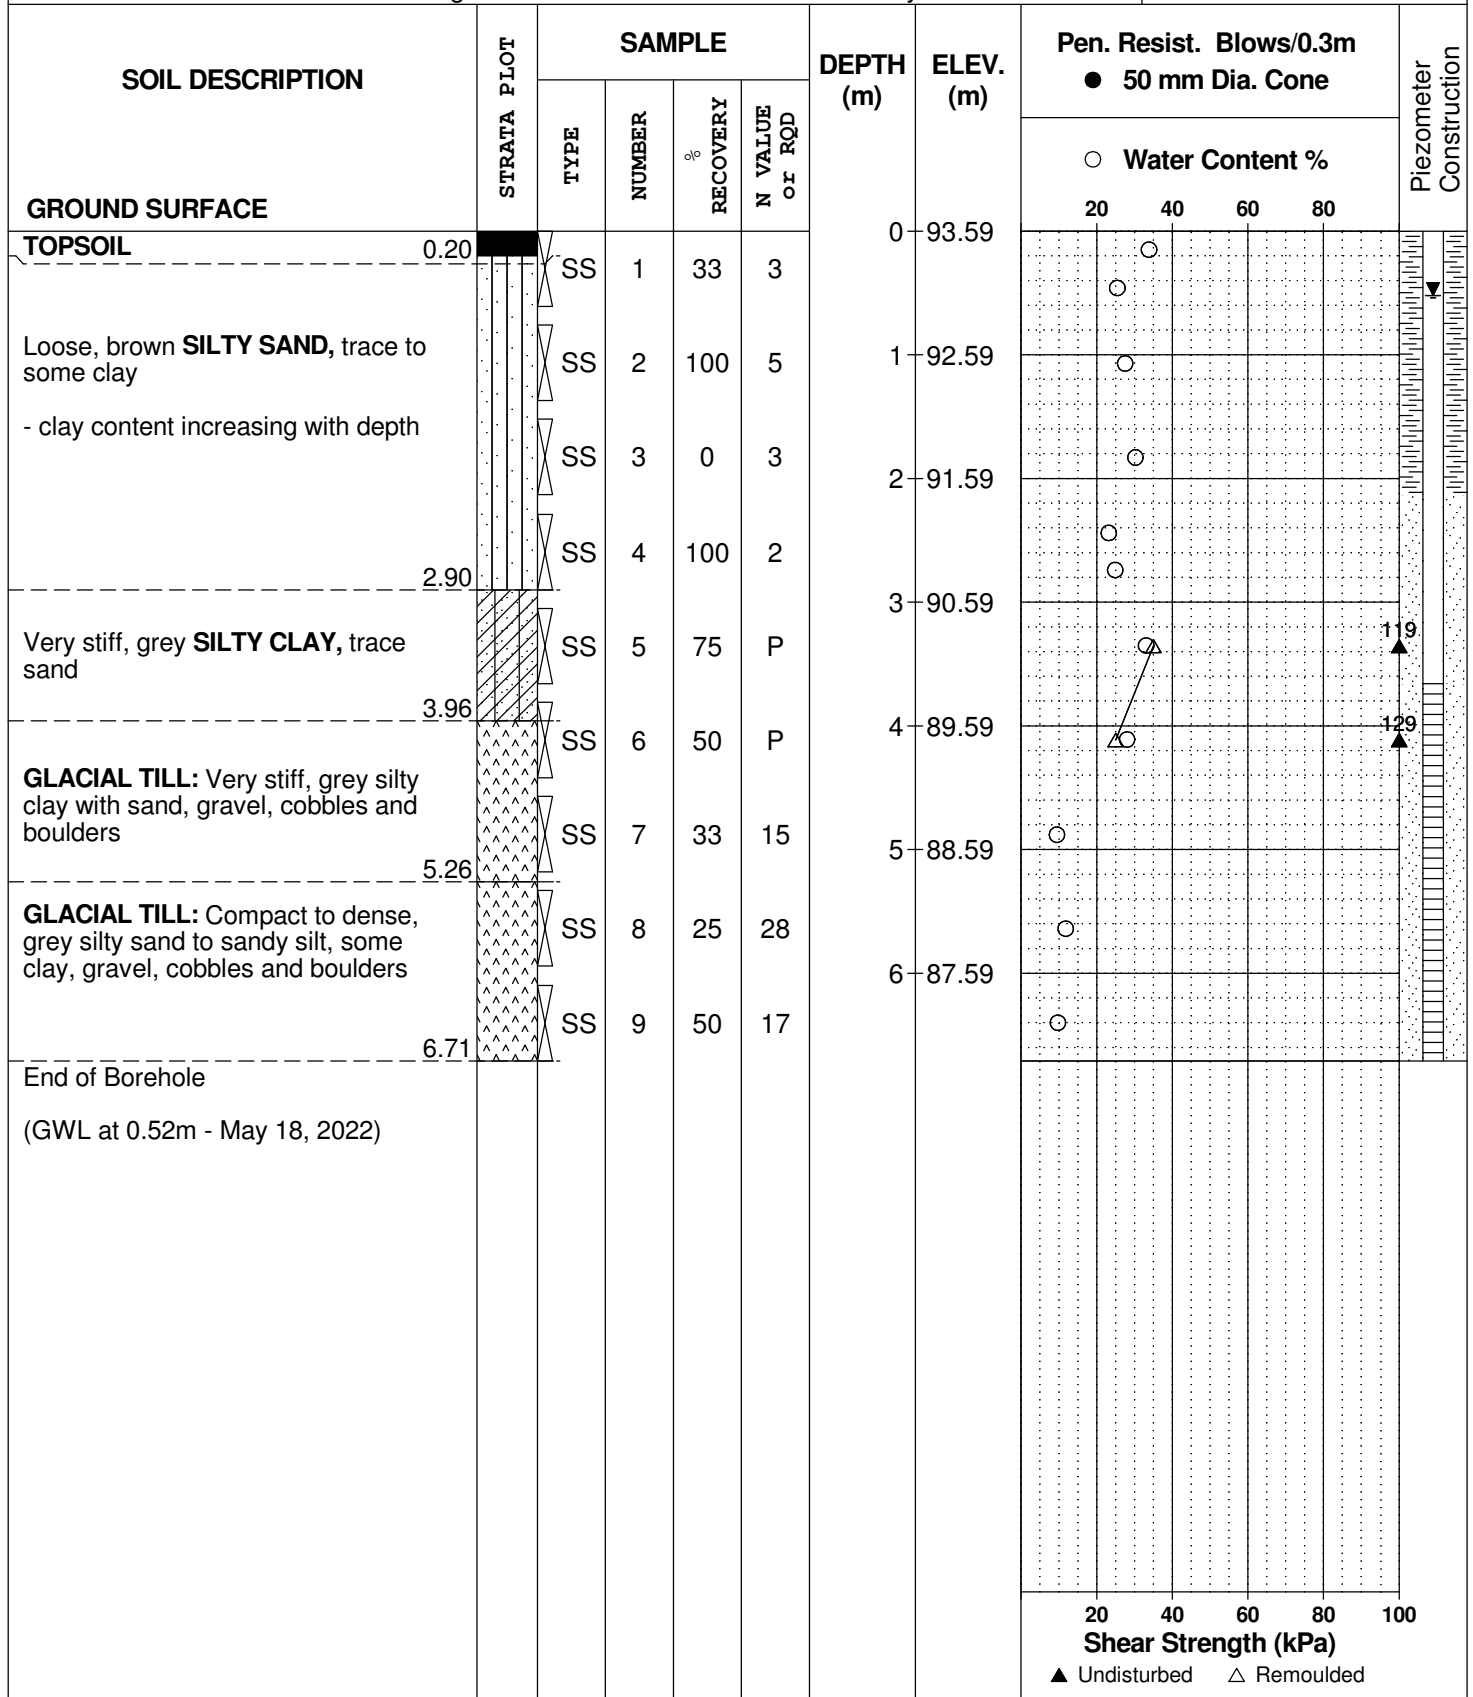 SOIL DESCRIPTION
GROUND SURFACE
STRATA PLOT
SAMPLE
TYPE
NUMBER
%
RECOVERY
N VALUE
or RQD
DEPTH
(m)
ELEV.
(m)
Pen. Resist. Blows/0.3m
● 50 mm Dia. Cone
○ Water Content %
20 40 60 80
Piezometer
Construction
TOPSOIL 0.20
Loose, brown SILTY SAND, trace to
some clay
- clay content increasing with depth
2.90
Very stiff, grey SILTY CLAY, trace
sand
3.96
GLACIAL TILL: Very stiff, grey silty
clay with sand, gravel, cobbles and
boulders
5.26
GLACIAL TILL: Compact to dense,
grey silty sand to sandy silt, some
clay, gravel, cobbles and boulders
6.71
End of Borehole
(GWL at 0.52m - May 18, 2022)
SS 1 33 3
SS 2 100 5
SS 3 0 3
SS 4 100 2
SS 5 75 P
SS 6 50 P
SS 7 33 15
SS 8 25 28
SS 9 50 17
0 93.59
1 92.59
2 91.59
3 90.59
4 89.59
5 88.59
6 87.59
119
129
20 40 60 80 100
Shear Strength (kPa)
▲ Undisturbed △ Remoulded